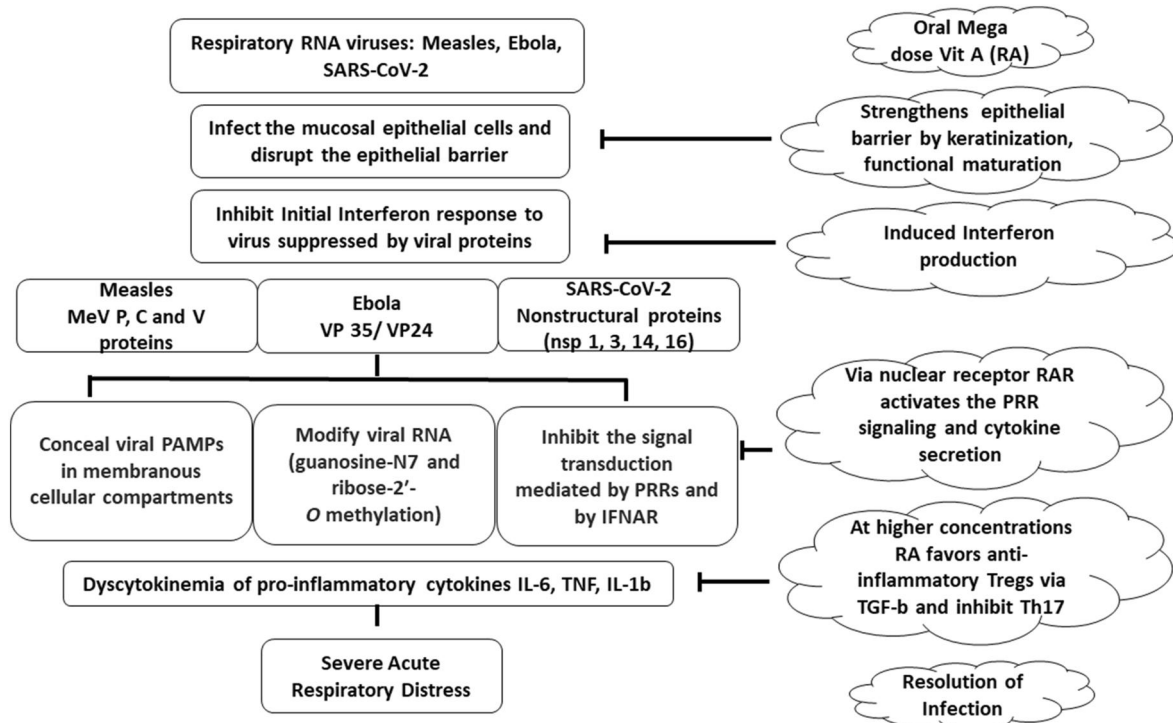 Respiratory RNA viruses: Measles, Ebola,
SARS-CoV-2
Oral Mega
dose Vit A (RA)
Infect the mucosal epithelial cells and
disrupt the epithelial barrier
Strengthens epithelial
barrier by keratinization,
functional maturation
Inhibit Initial Interferon response to
virus suppressed by viral proteins
Induced Interferon
production
Measles
MeV P, C and V
proteins
Ebola
VP 35/ VP24
SARS-CoV-2
Nonstructural proteins
(nsp 1, 3, 14, 16)
Via nuclear receptor RAR
activates the PRR
signaling and cytokine
secretion
Conceal viral PAMPs
in membranous
cellular compartments
Modify viral RNA
(guanosine-N7 and
ribose-2′-
O methylation)
Inhibit the signal
transduction
mediated by PRRs and
by IFNAR
At higher concentrations
RA favors anti-
inflammatory Tregs via
TGF-b and inhibit Th17
Dyscytokinemia of pro-inflammatory cytokines IL-6, TNF, IL-1b
Severe Acute
Respiratory Distress
Resolution of
Infection